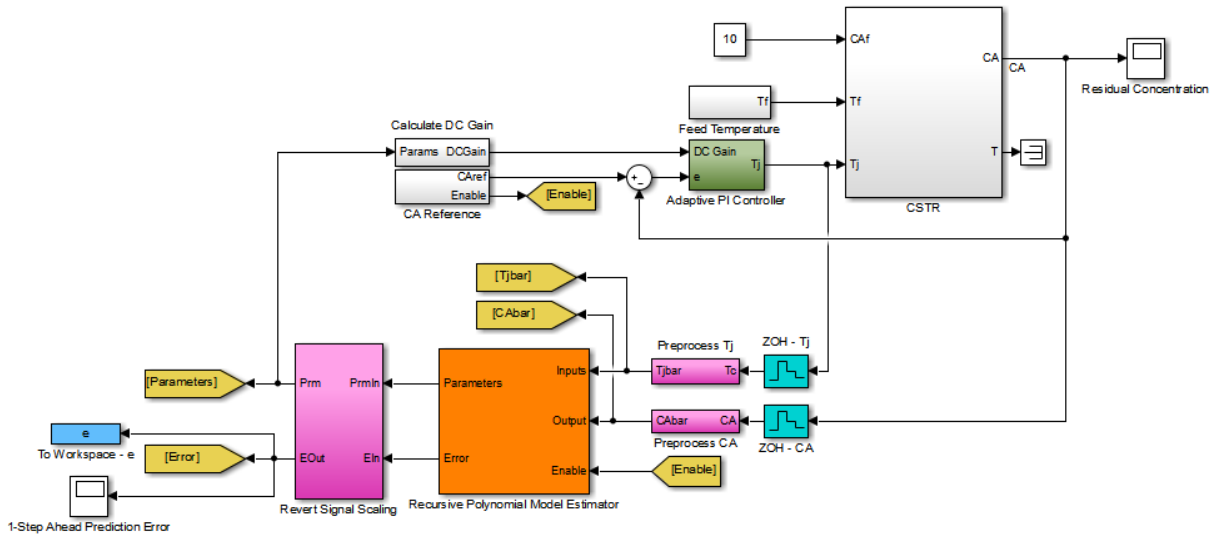 10
CAf
CA
CA
Residual Concentration
Tf
Tf
Feed Temperature
Calculate DC Gain
Params DCGain
DC Gain
Tj
e
Adaptive PI Controller
Tj
T
CSTR
CAref
Enable
CA Reference
[Enable]
+
-
[Tjbar]
[CAbar]
Preprocess Tj
Tjbar Tc
ZOH - Tj
CAbar CA
Preprocess CA
ZOH - CA
Inputs
Output
Enable
Parameters
Error
[Enable]
Recursive Polynomial Model Estimator
Prm PrmIn
EOut EIn
Revert Signal Scaling
[Parameters]
e
To Workspace - e
[Error]
1-Step Ahead Prediction Error